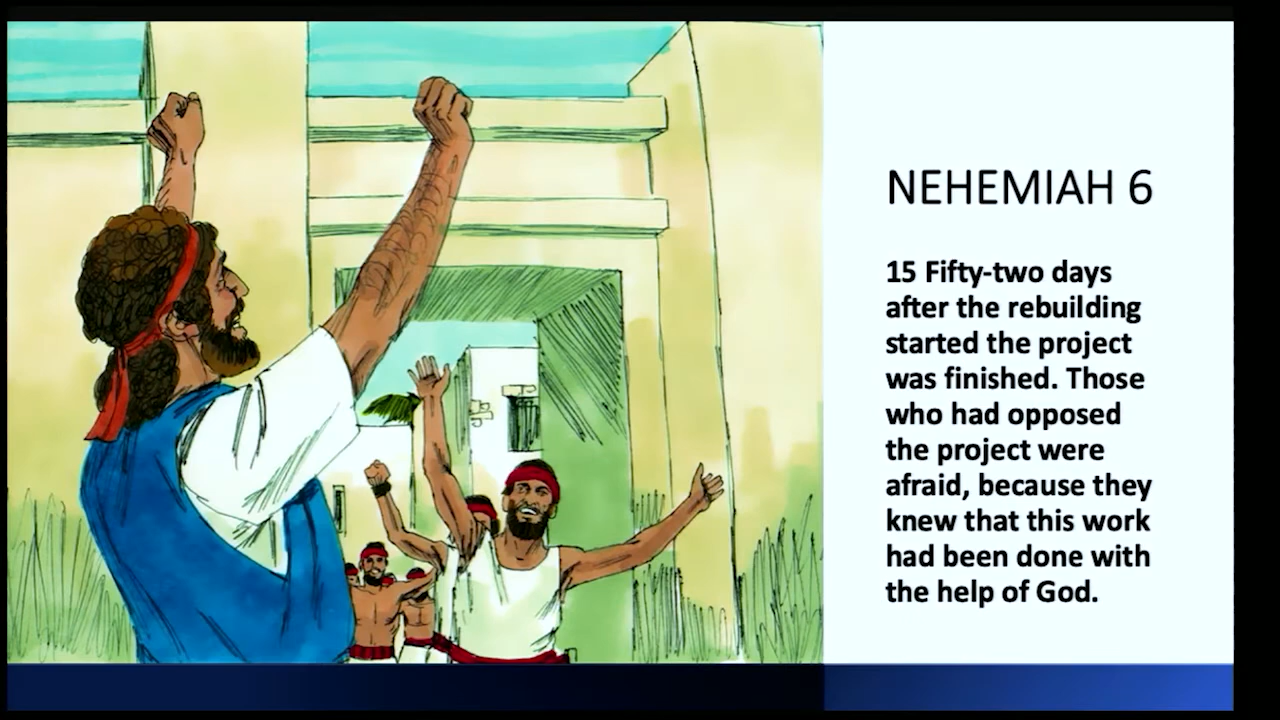 NEHEMIAH 6
15 Fifty-two days
after the rebuilding
started the project
was finished. Those
who had opposed
the project were
afraid, because they
knew that this work
had been done with
the help of God.